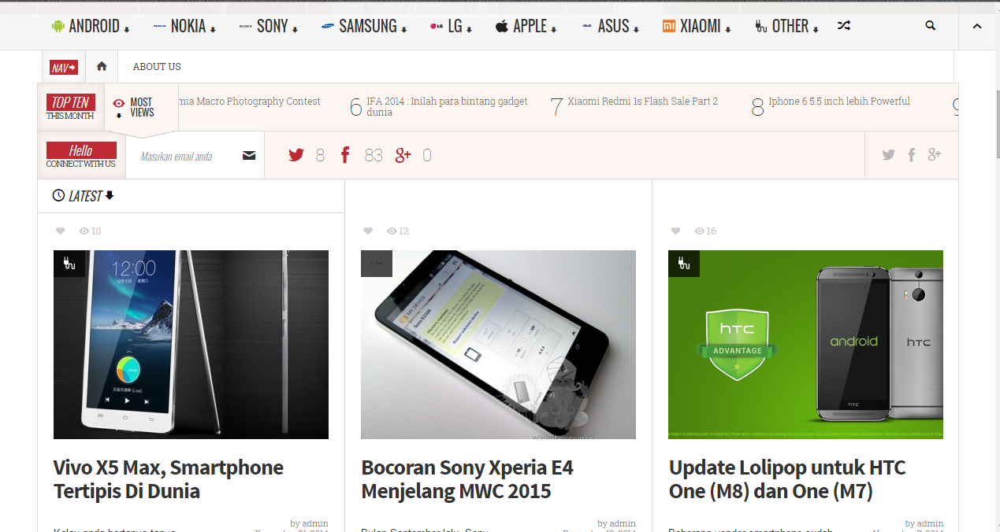 ANDROID NOKIA SONY SAMSUNG LG APPLE ASUS XIAOMI OTHER
NAV
ABOUT US
TOP TEN
THIS MONTH
MOST
VIEWS
mia Macro Photography Contest
6 IFA 2014 : Inilah para bintang gadget
dunia
7 Xiaomi Redmi 1s Flash Sale Part 2
8 Iphone 6 5.5 inch lebih Powerful
9
Hello
CONNECT WITH US
Masukan email anda
8 83 0
LATEST
10
12
16
12:00
MY DEVICE
htc
ADVANTAGE
android
htc
htc
Vivo X5 Max, Smartphone
Tertipis Di Dunia
Bocoran Sony Xperia E4
Menjelang MWC 2015
Update Lolipop untuk HTC
One (M8) dan One (M7)
by admin
by admin
by admin